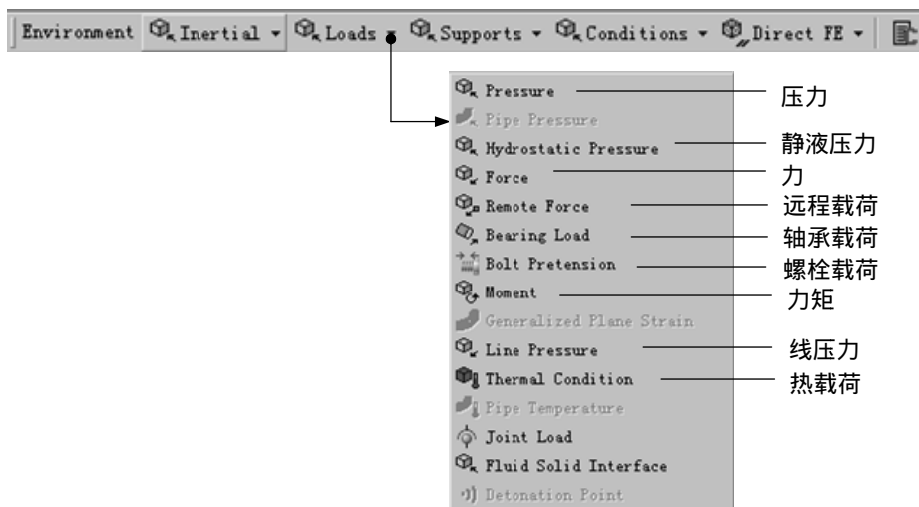 Environment Inertial Loads Supports Conditions Direct FE
Pressure 压力
Pipe Pressure
Hydrostatic Pressure 静液压力
Force 力
Remote Force 远程载荷
Bearing Load 轴承载荷
Bolt Pretension 螺栓载荷
Moment 力矩
Generalized Plane Strain
Line Pressure 线压力
Thermal Condition 热载荷
Pipe Temperature
Joint Load
Fluid Solid Interface
Detonation Point